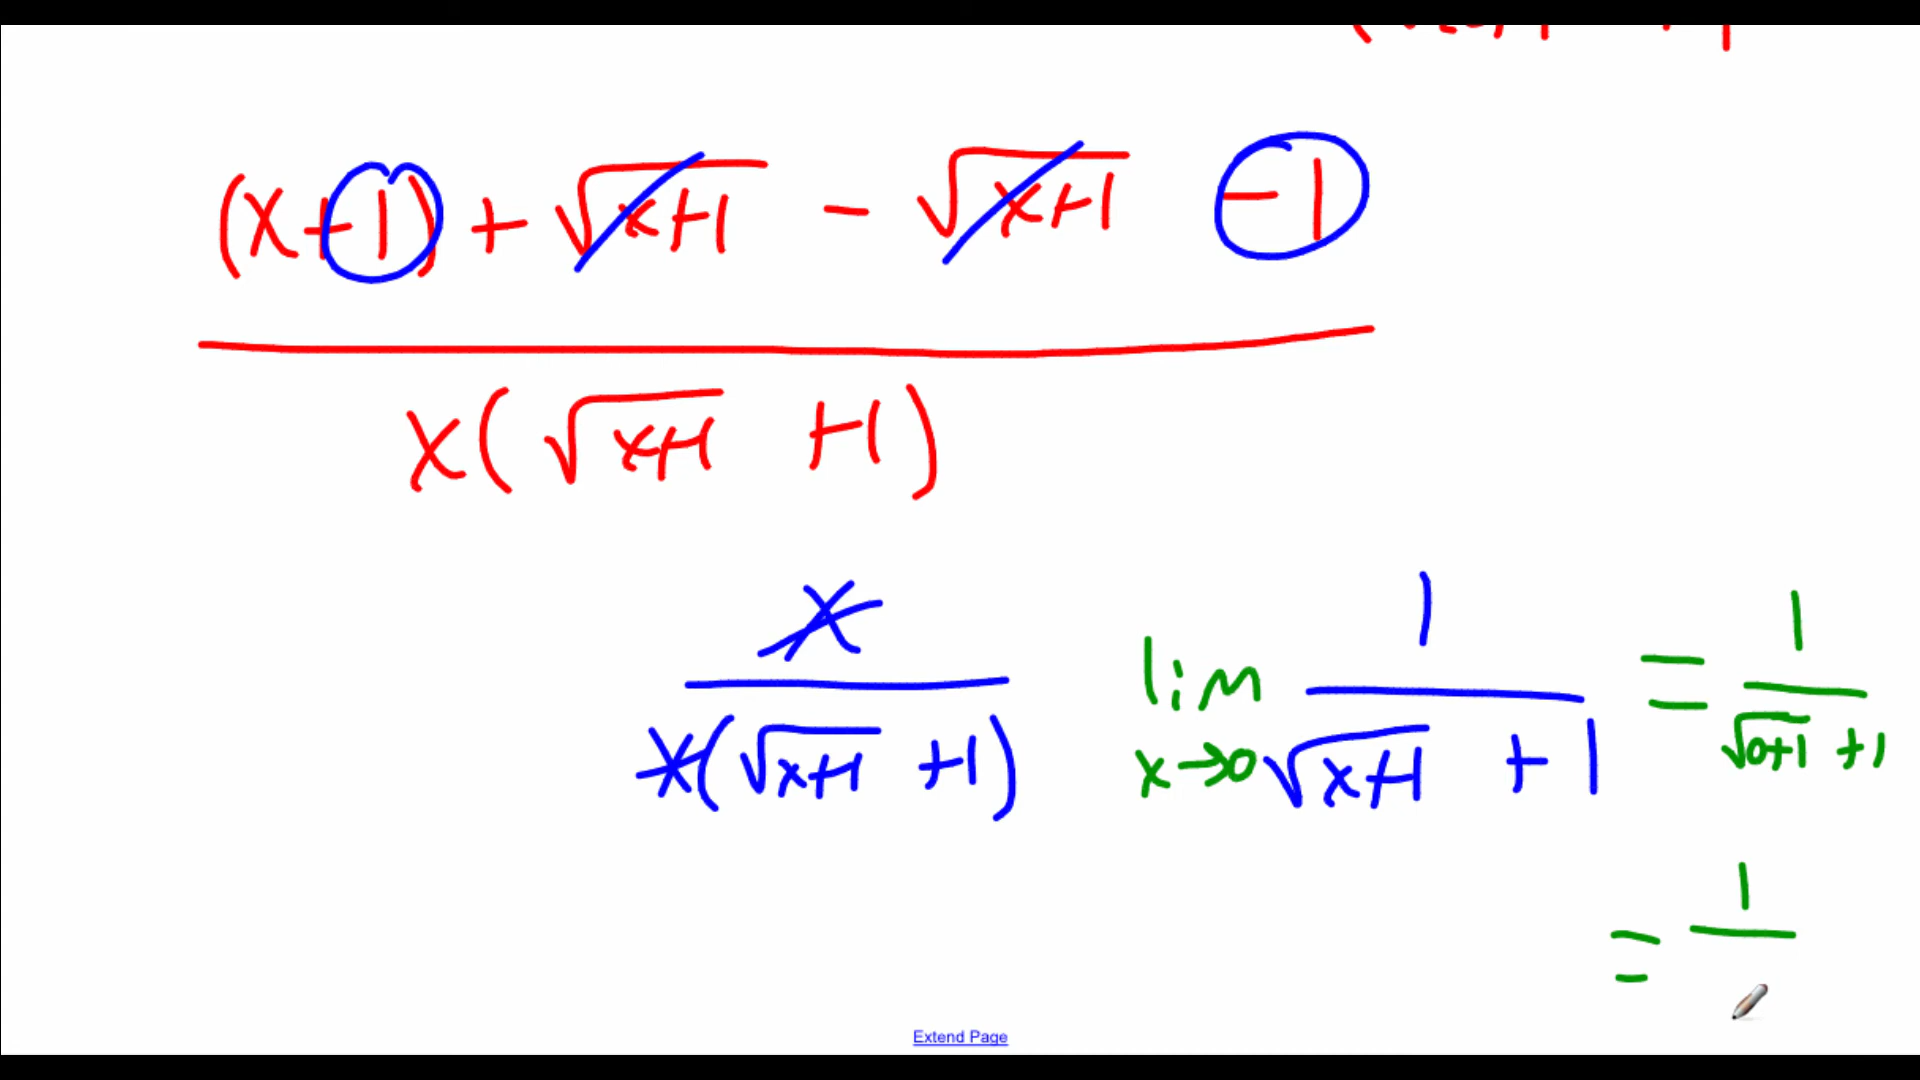 (x+1) + √x+1 - √x+1 -1
x(√x+1 +1)
x
x(√x+1 +1)
lim x→0 1
√x+1 +1
= 1
√0+1 +1
= 1
Extend Page